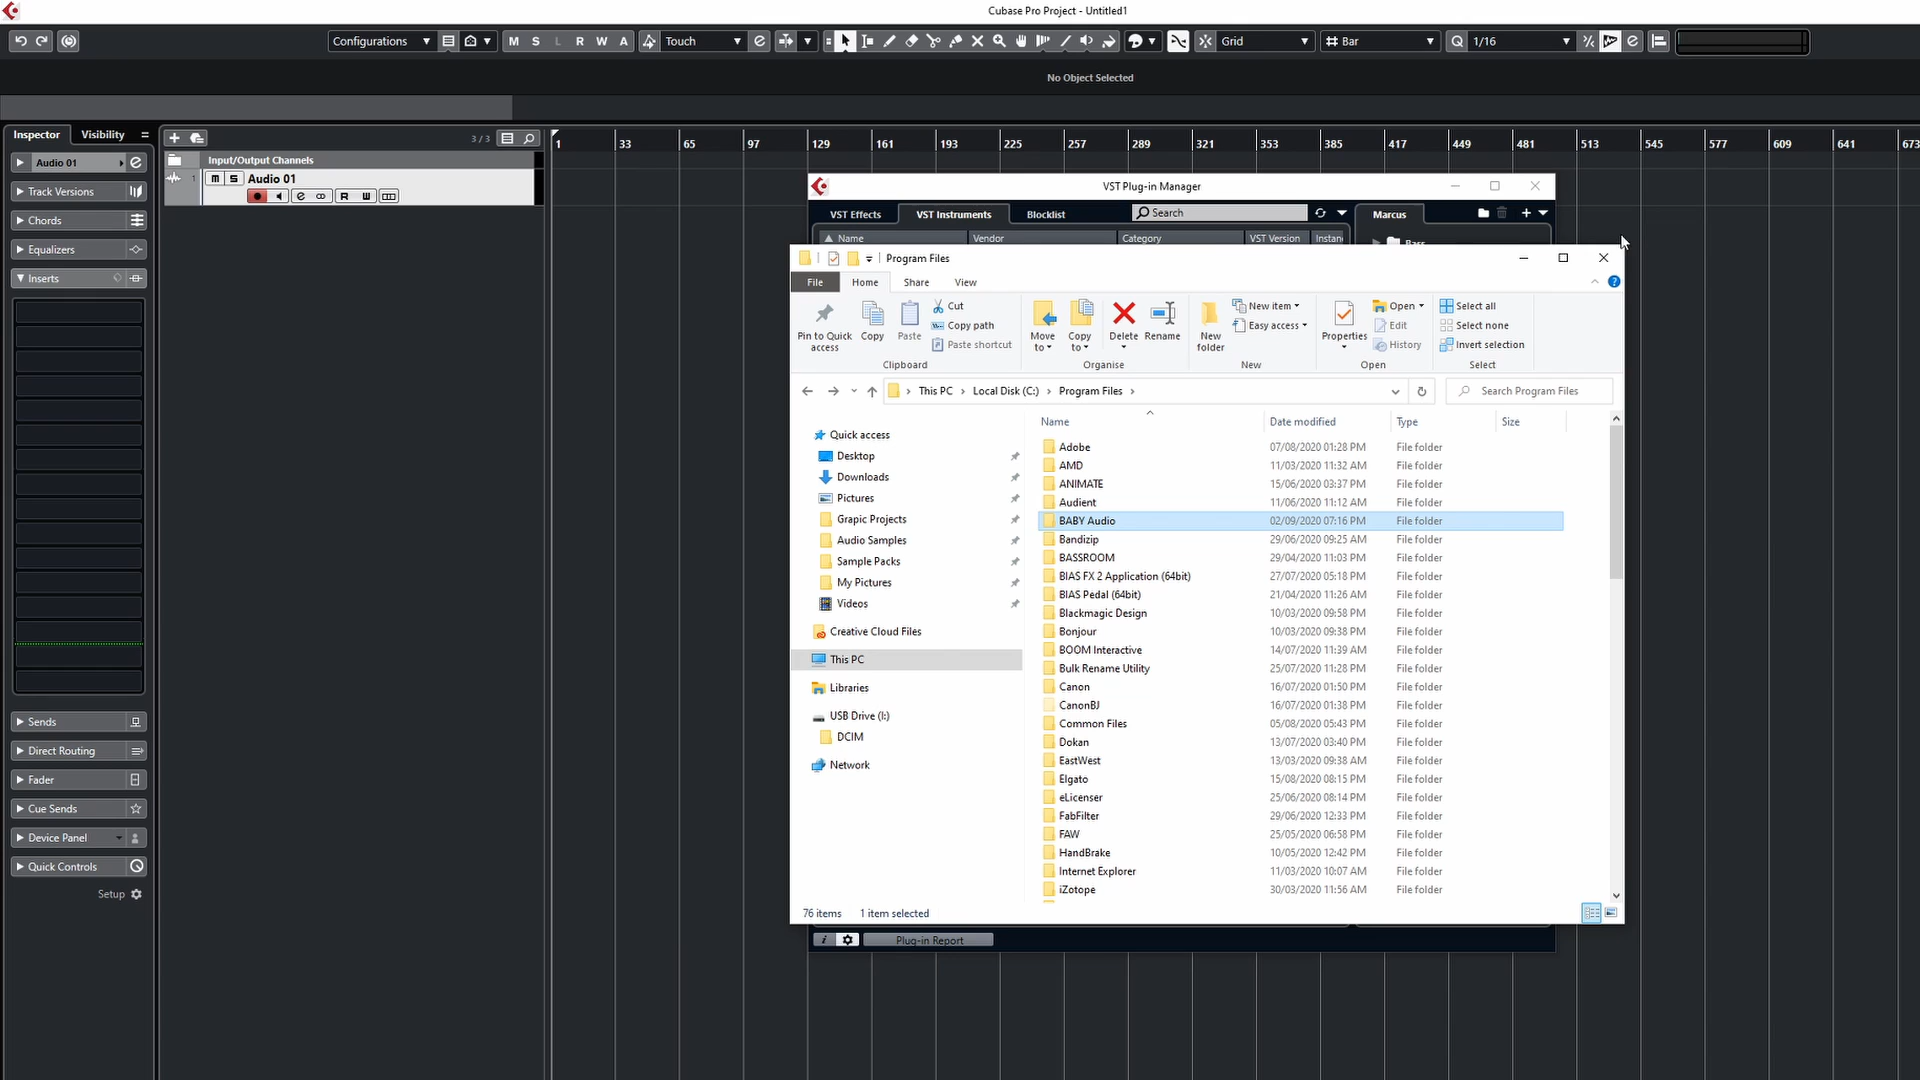 Cubase Pro Project - Untitled1
Configurations M S L R W A Touch Grid Bar Q 1/16
No Object Selected
Inspector Visibility 3 / 3 1 33 65 97 129 161 193 225 257 289 321 353 385 417 449 481 513 545 577 609 641 673
Audio 01
Input/Output Channels
1 m S Audio 01
R W
Track Versions
Chords
Equalizers
Inserts
Sends
Direct Routing
Fader
Cue Sends
Device Panel
Quick Controls
Setup
VST Plug-in Manager
VST Effects VST Instruments Blocklist Search Marcus
Name Vendor Category VST Version Instan
Program Files
File Home Share View
Pin to Quick access
Copy
Paste
Cut
Copy path
Paste shortcut
Clipboard
Move to
Copy to
Delete
Rename
Organise
New folder
New item
Easy access
New
Properties
Open
Edit
History
Open
Select all
Select none
Invert selection
Select
This PC Local Disk (C:) Program Files Search Program Files
Quick access
Desktop
Downloads
Pictures
Grapic Projects
Audio Samples
Sample Packs
My Pictures
Videos
Creative Cloud Files
This PC
Libraries
USB Drive (I:)
DCIM
Network
Name Date modified Type Size
Adobe 07/08/2020 01:28 PM File folder
AMD 11/03/2020 11:32 AM File folder
ANIMATE 15/06/2020 03:37 PM File folder
Audient 11/06/2020 11:12 AM File folder
BABY Audio 02/09/2020 07:16 PM File folder
Bandizip 29/06/2020 09:25 AM File folder
BASSROOM 29/04/2020 11:03 PM File folder
BIAS FX 2 Application (64bit) 27/07/2020 05:18 PM File folder
BIAS Pedal (64bit) 21/04/2020 11:26 AM File folder
Blackmagic Design 10/03/2020 09:58 PM File folder
Bonjour 10/03/2020 09:38 PM File folder
BOOM Interactive 14/07/2020 11:39 AM File folder
Bulk Rename Utility 25/07/2020 11:28 PM File folder
Canon 16/07/2020 01:50 PM File folder
CanonBJ 16/07/2020 01:38 PM File folder
Common Files 05/08/2020 05:43 PM File folder
Dokan 13/07/2020 03:40 PM File folder
EastWest 13/03/2020 09:38 AM File folder
Elgato 15/08/2020 08:15 PM File folder
eLicenser 25/06/2020 08:14 PM File folder
FabFilter 29/06/2020 12:33 PM File folder
FAW 25/05/2020 06:58 PM File folder
HandBrake 10/05/2020 12:42 PM File folder
Internet Explorer 11/03/2020 10:07 AM File folder
iZotope 30/03/2020 11:56 AM File folder
76 items 1 item selected
i Plug-in Report